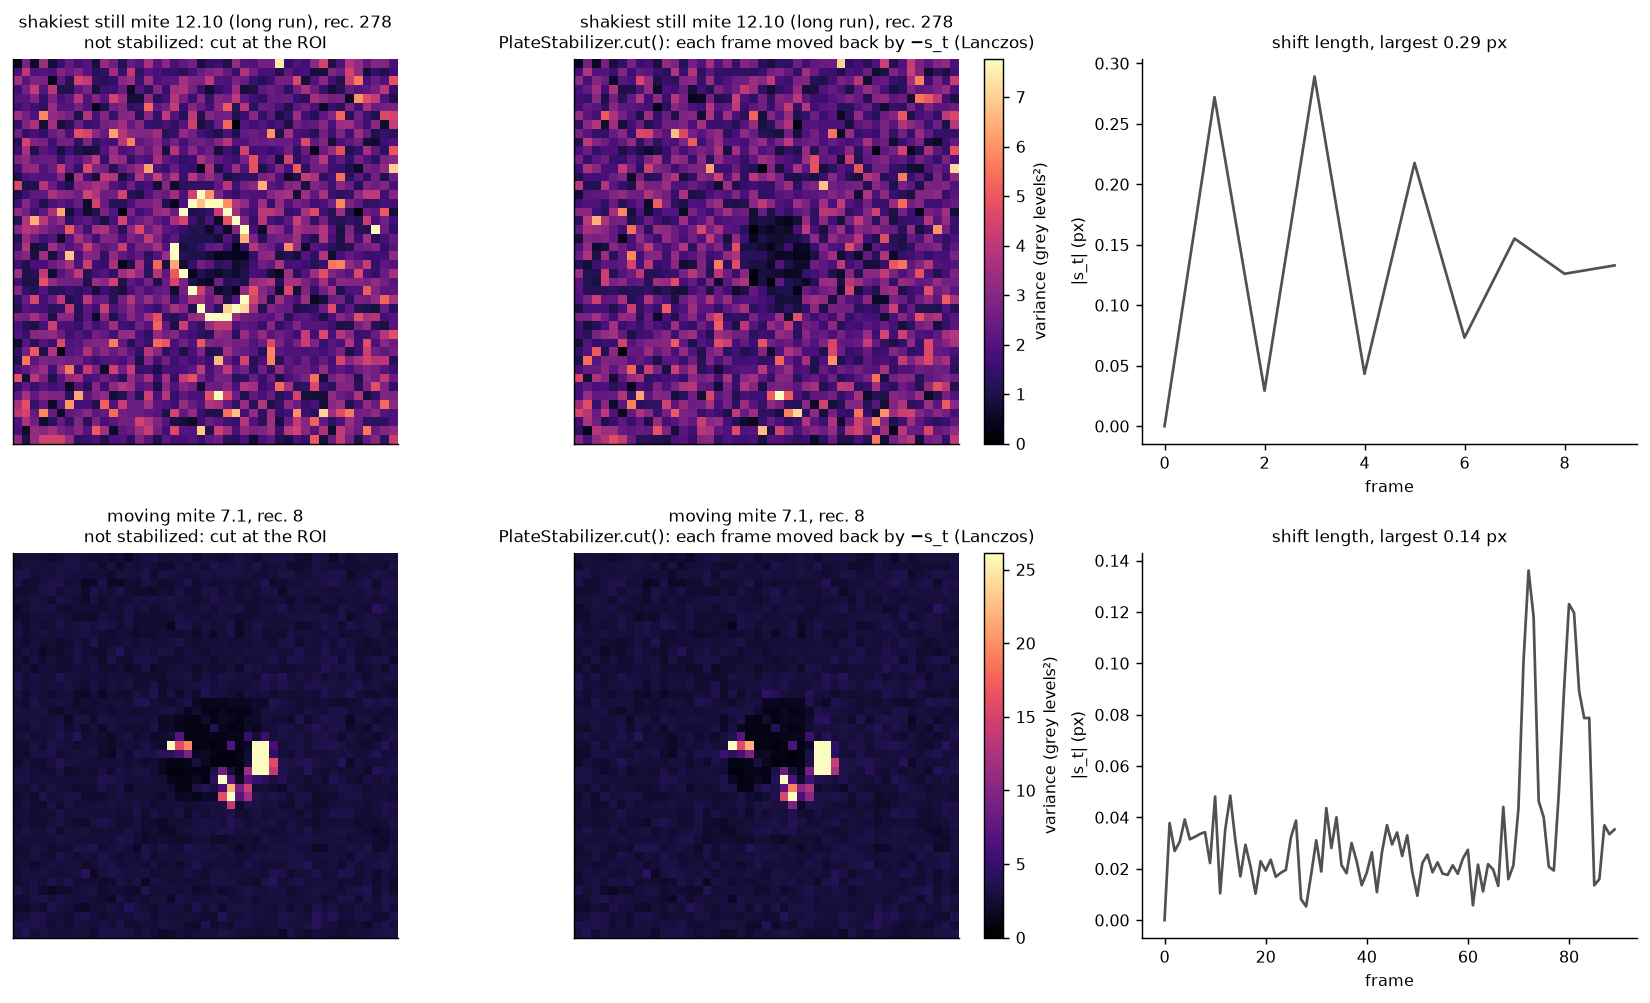 shakiest still mite 12.10 (long run), rec. 278
not stabilized: cut at the ROI
shakiest still mite 12.10 (long run), rec. 278
PlateStabilizer.cut(): each frame moved back by −s_t (Lanczos)
7
6
5
4
3
2
1
0
variance (grey levels²)
shift length, largest 0.29 px
0.30
0.25
0.20
0.15
0.10
0.05
0.00
|s_t| (px)
0 2 4 6 8
frame
moving mite 7.1, rec. 8
not stabilized: cut at the ROI
moving mite 7.1, rec. 8
PlateStabilizer.cut(): each frame moved back by −s_t (Lanczos)
25
20
15
10
5
0
variance (grey levels²)
shift length, largest 0.14 px
0.14
0.12
0.10
0.08
0.06
0.04
0.02
0.00
|s_t| (px)
0 20 40 60 80
frame